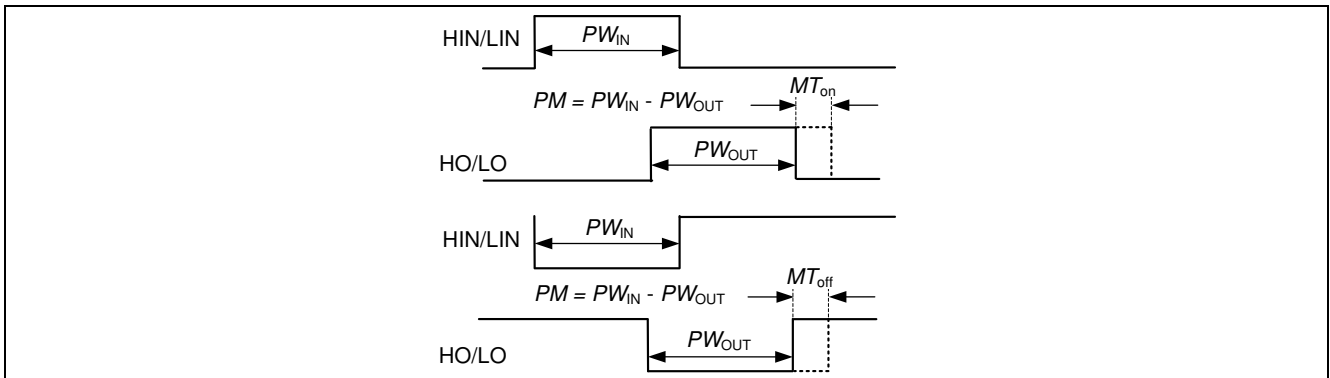 HIN/LIN
PW_IN
PM = PW_IN - PW_OUT
MT_on
HO/LO
PW_OUT
HIN/LIN
PW_IN
PM = PW_IN - PW_OUT
MT_off
HO/LO
PW_OUT